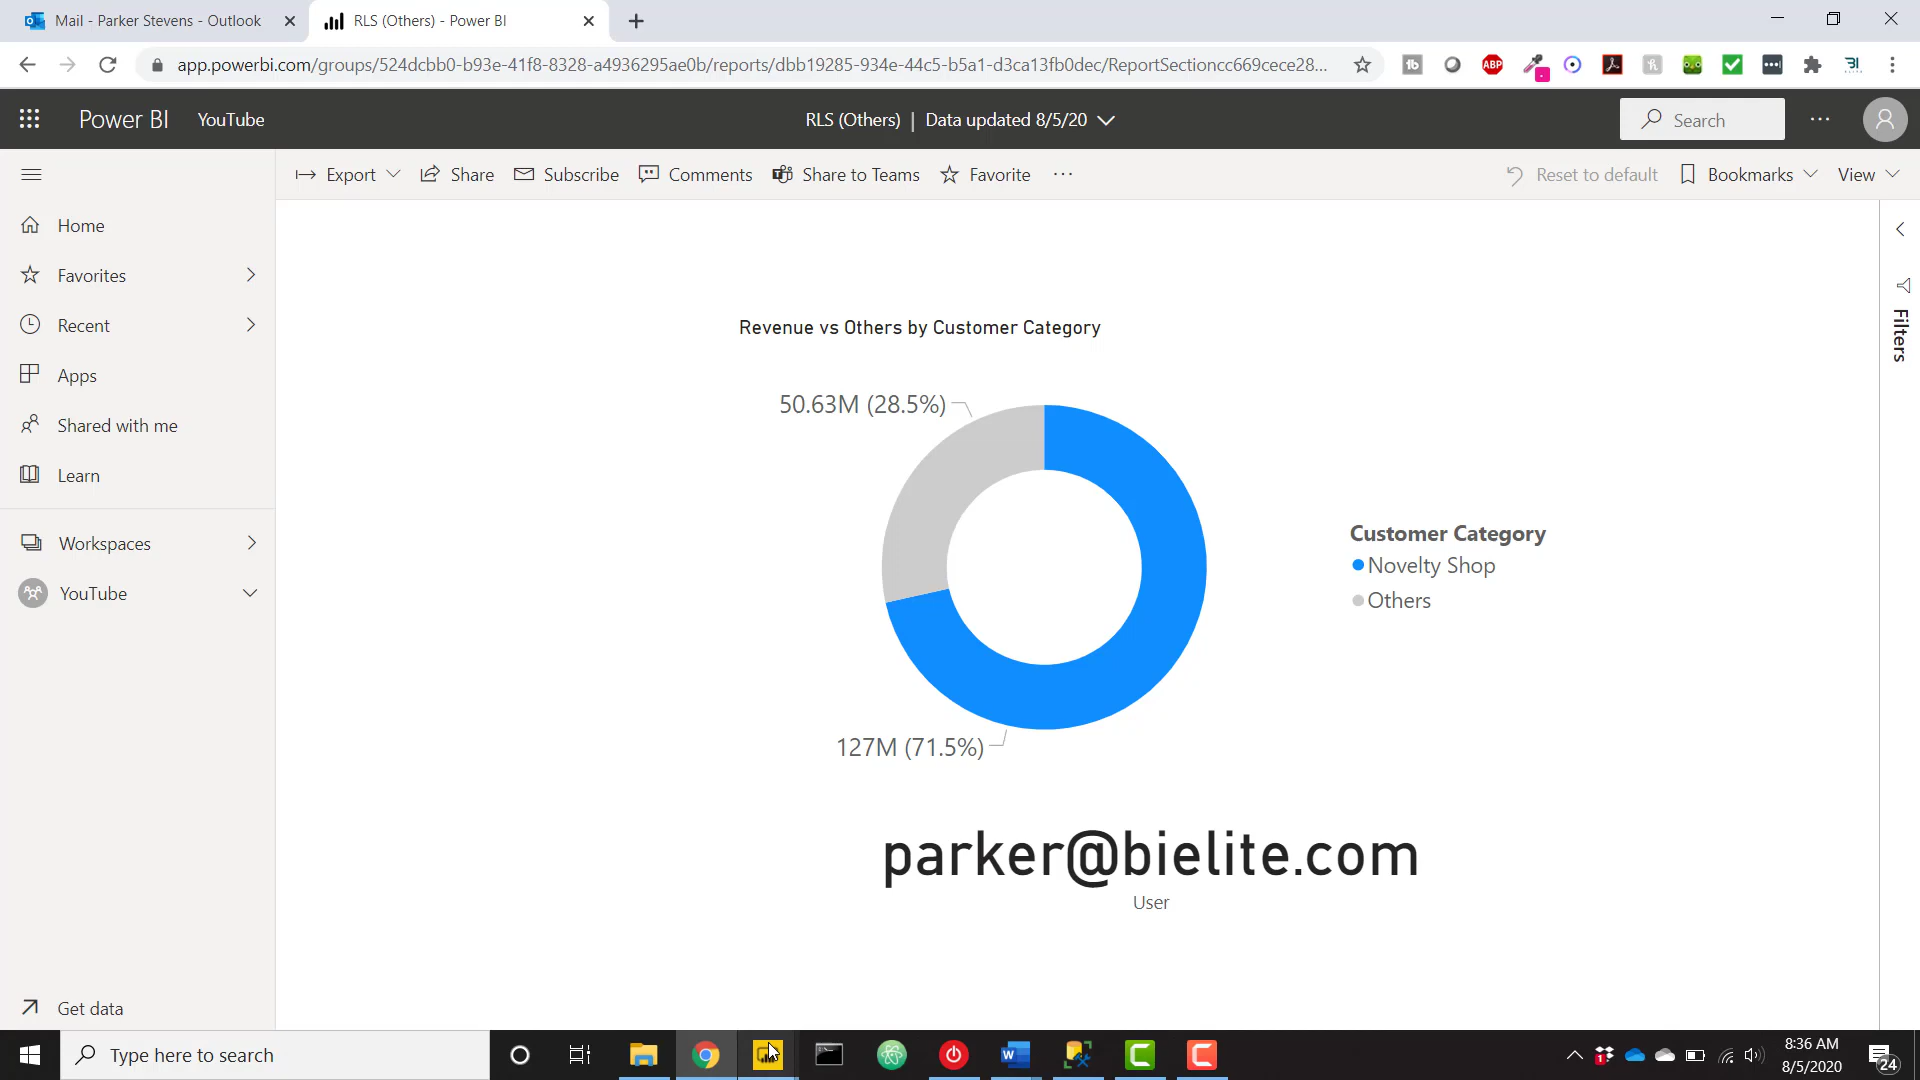 Mail - Parker Stevens - Outlook
RLS (Others) - Power BI
app.powerbi.com/groups/524dcbb0-b93e-41f8-8328-a4936295ae0b/reports/dbb19285-934e-44c5-b5a1-d3ca13fb0dec/ReportSectioncc669cece28...
ABP
Power BI
YouTube
RLS (Others) | Data updated 8/5/20
Search
Export
Share
Subscribe
Comments
Share to Teams
Favorite
Reset to default
Bookmarks
View
Home
Favorites
Recent
Apps
Shared with me
Learn
Workspaces
YouTube
Get data
Filters
Revenue vs Others by Customer Category
50.63M (28.5%)
127M (71.5%)
Customer Category
Novelty Shop
Others
parker@bielite.com
User
Type here to search
8:36 AM
8/5/2020
24